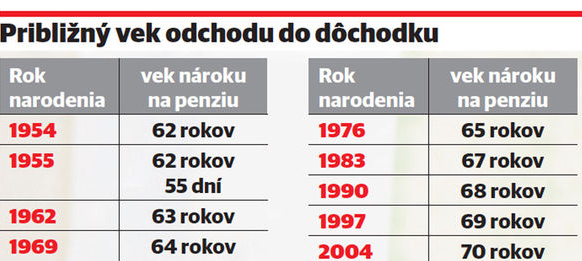 Približný vek odchodu do dôchodku
Rok narodenia vek nároku na penziu
1954 62 rokov
1955 62 rokov 55 dní
1962 63 rokov
1969 64 rokov
Rok narodenia vek nároku na penziu
1976 65 rokov
1983 67 rokov
1990 68 rokov
1997 69 rokov
2004 70 rokov